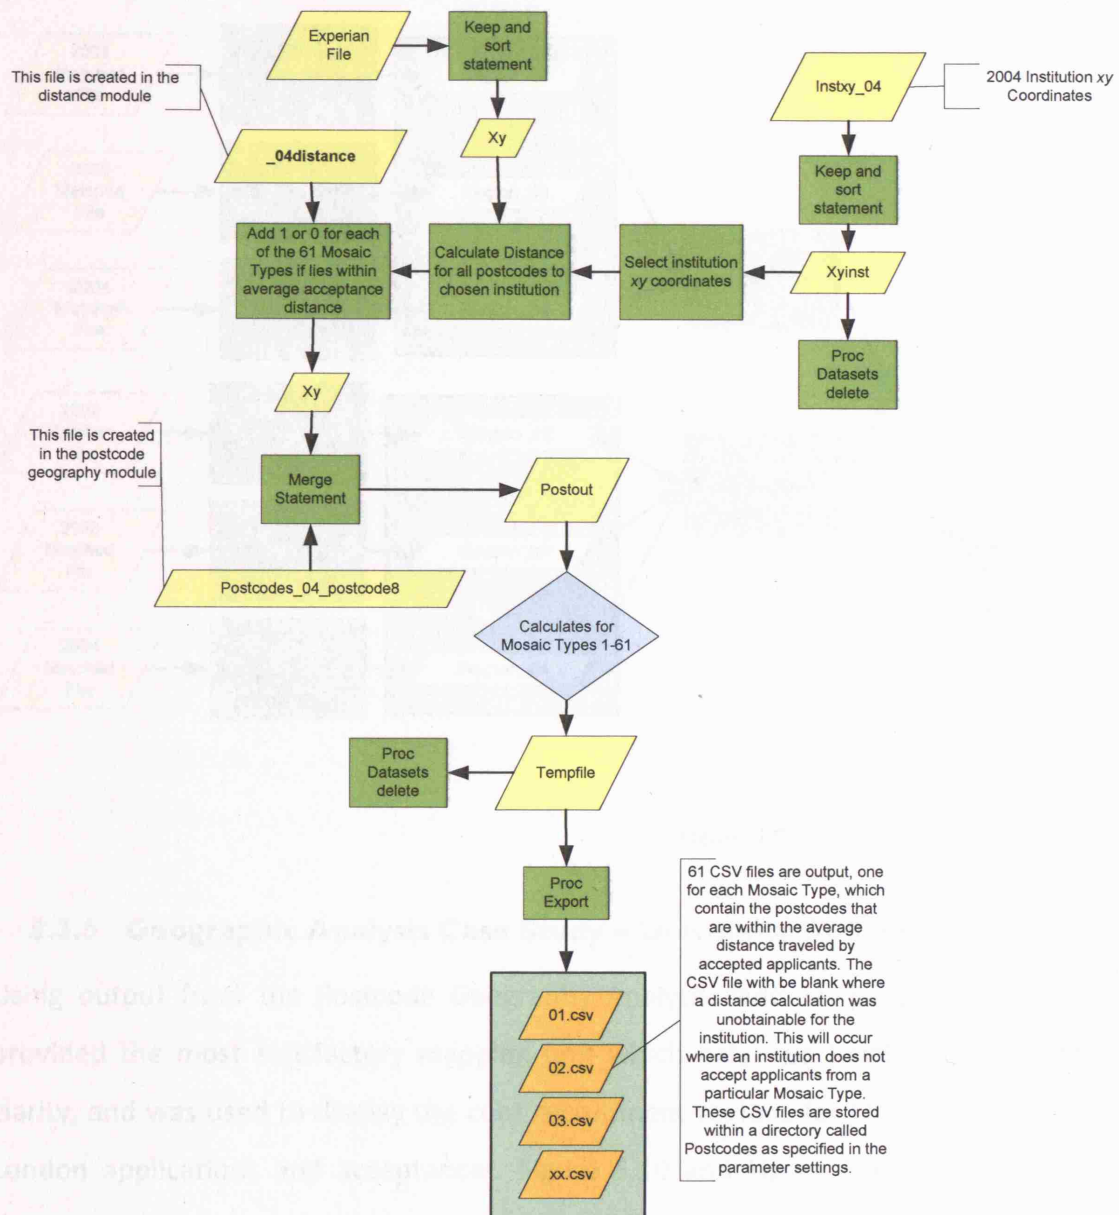 Experian
File
Keep and
sort
statement
This file is created in the
distance module
Instxy_04
2004 Institution xy
Coordinates
Xy
_04distance
Keep and
sort
statement
Add 1 or 0 for each
of the 61 Mosaic
Types if lies within
average acceptance
distance
Calculate Distance
for all postcodes to
chosen institution
Select institution
xy coordinates
Xyinst
Proc
Datasets
delete
Xy
This file is created
in the postcode
geography module
Merge
Statement
Postout
Postcodes_04_postcode8
Calculates for
Mosaic Types 1-61
Proc
Datasets
delete
Tempfile
Proc
Export
61 CSV files are output, one
for each Mosaic Type, which
contain the postcodes that
are within the average
distance traveled by
accepted applicants. The
CSV file with be blank where
a distance calculation was
unobtainable for the
institution. This will occur
where an institution does not
accept applicants from a
particular Mosaic Type.
These CSV files are stored
within a directory called
Postcodes as specified in the
parameter settings.
01.csv
02.csv
03.csv
xx.csv